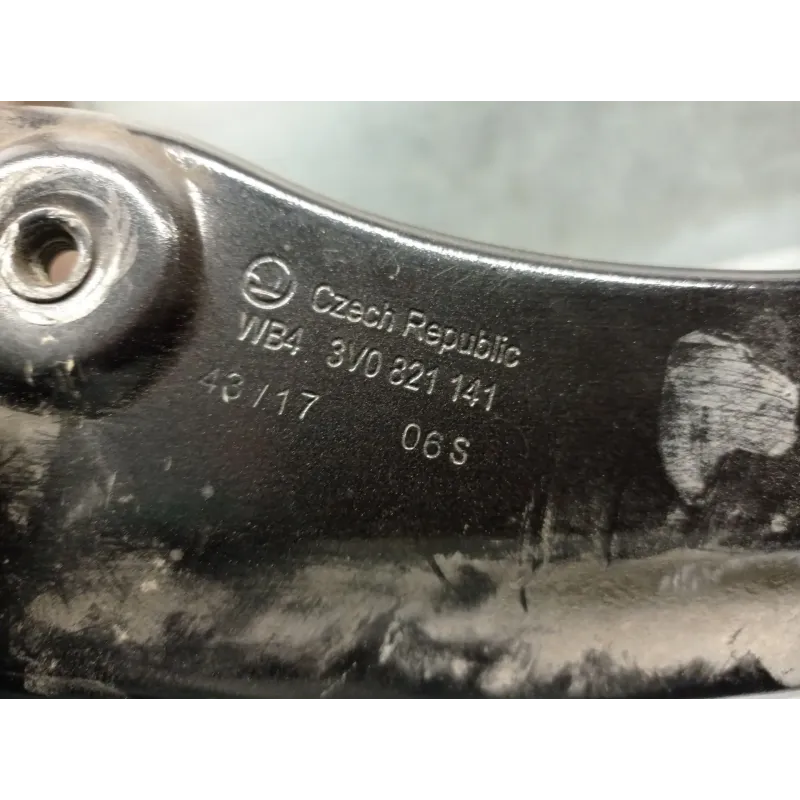 Czech Republic
WB4 3V0 821 141
43/17 06S